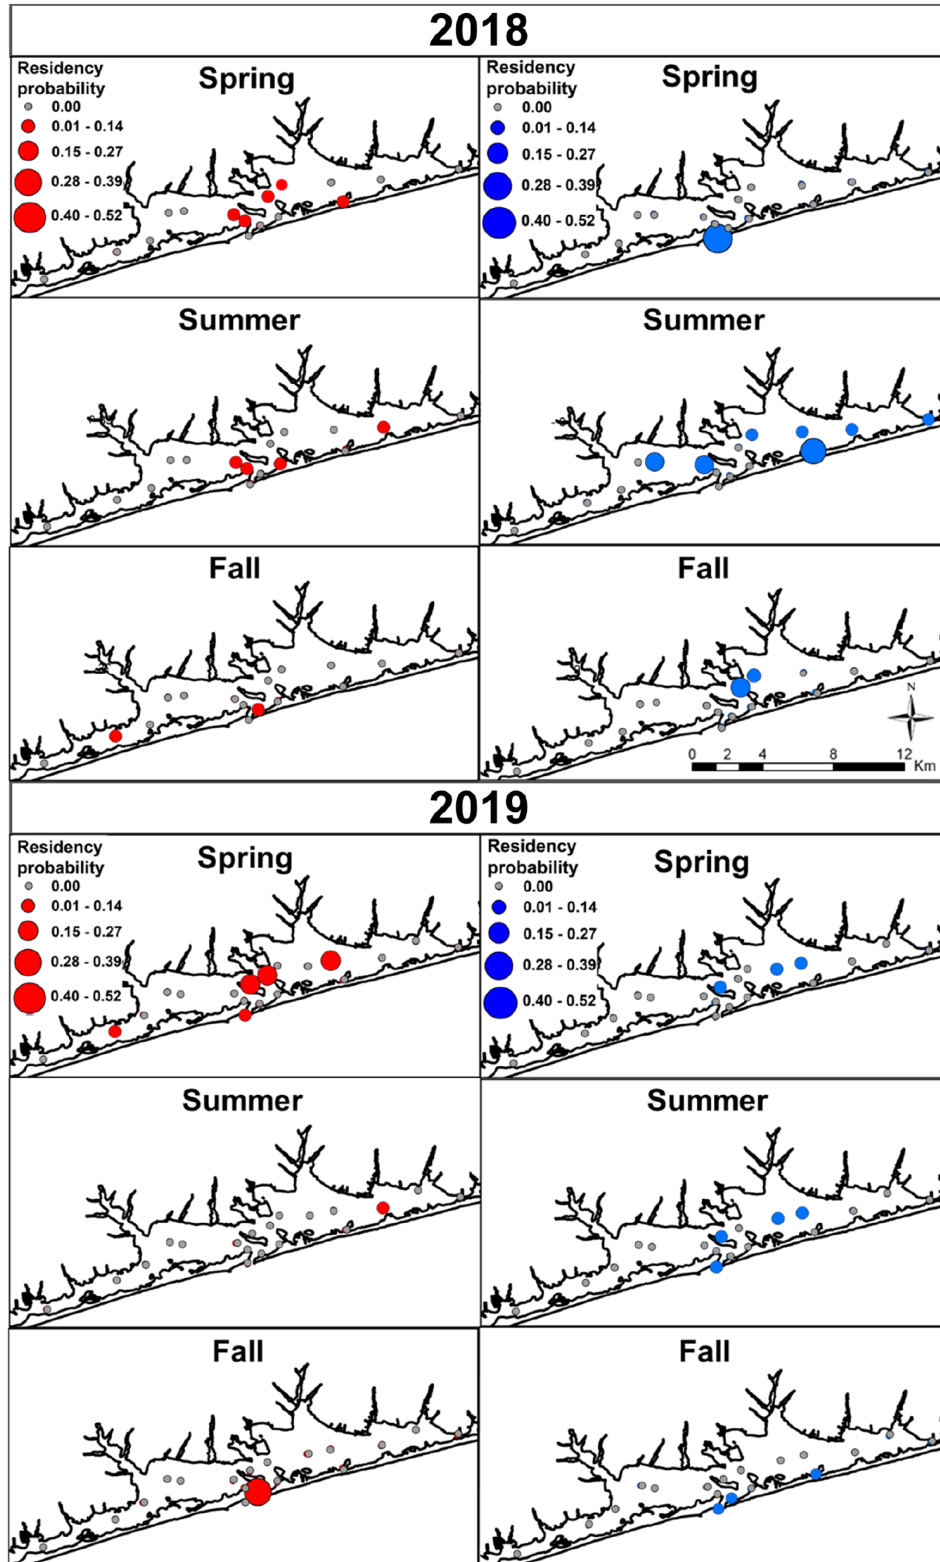 2018
Residency
probability
0.00
0.01 - 0.14
0.15 - 0.27
0.28 - 0.39
0.40 - 0.52
Spring
Residency
probability
0.00
0.01 - 0.14
0.15 - 0.27
0.28 - 0.39
0.40 - 0.52
Spring
Summer
Summer
Fall
Fall
N
0 2 4 8 12
Km
2019
Residency
probability
0.00
0.01 - 0.14
0.15 - 0.27
0.28 - 0.39
0.40 - 0.52
Spring
Residency
probability
0.00
0.01 - 0.14
0.15 - 0.27
0.28 - 0.39
0.40 - 0.52
Spring
Summer
Summer
Fall
Fall